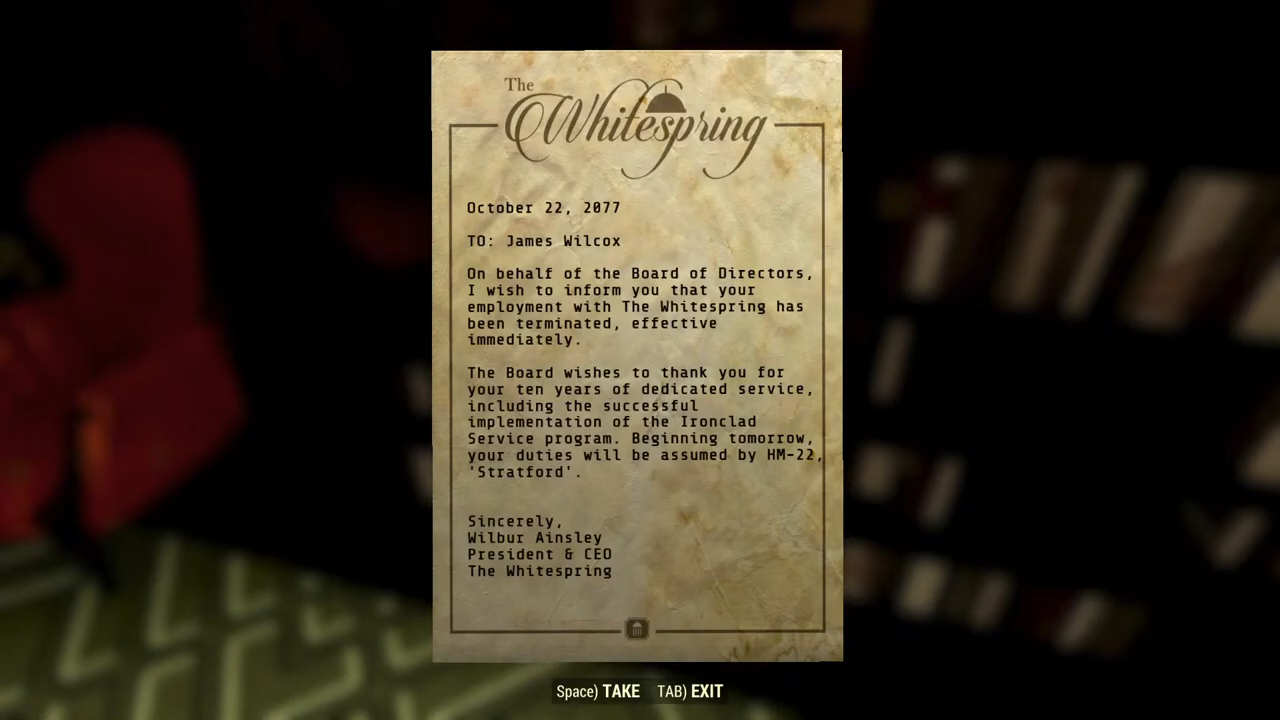 The
Whitespring
October 22, 2077
TO: James Wilcox
On behalf of the Board of Directors,
I wish to inform you that your
employment with The Whitespring has
been terminated, effective
immediately.
The Board wishes to thank you for
your ten years of dedicated service,
including the successful
implementation of the Ironclad
Service program. Beginning tomorrow,
your duties will be assumed by HM-22,
'Stratford'.
Sincerely,
Wilbur Ainsley
President & CEO
The Whitespring
Space) TAKE TAB) EXIT